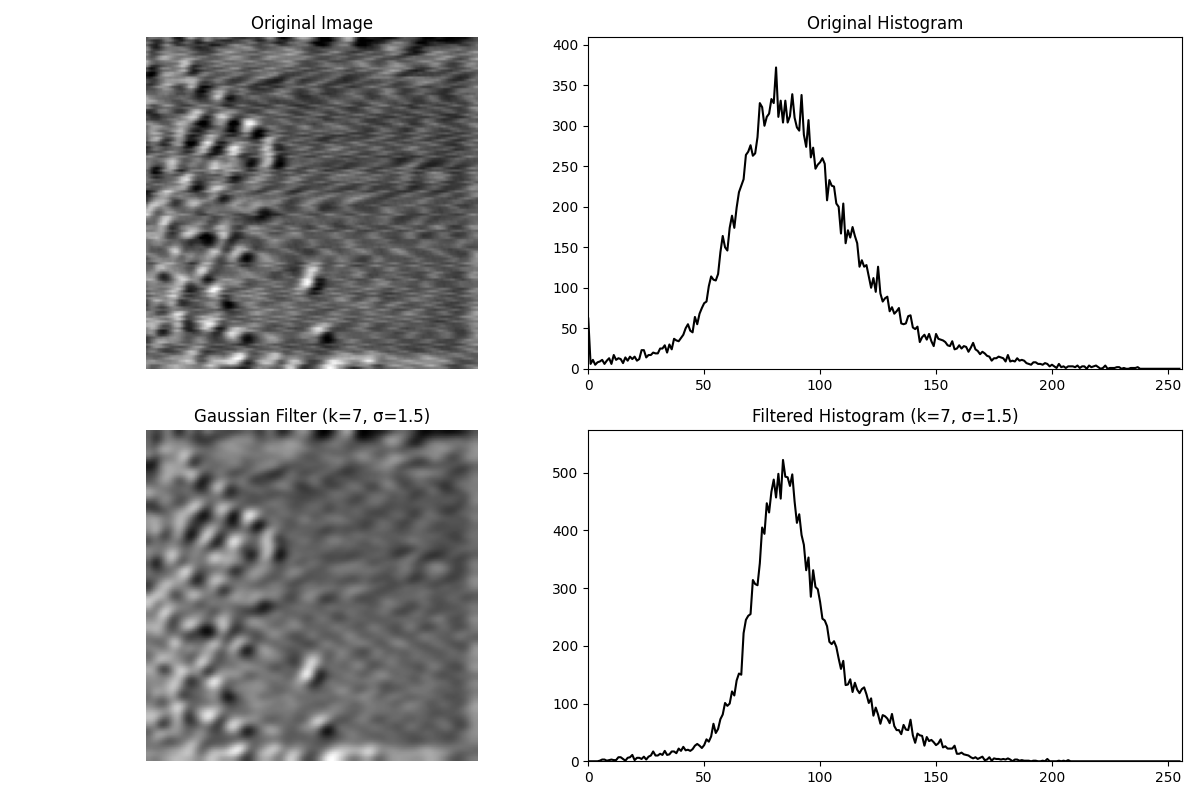 Original Image
Original Histogram
400
350
300
250
200
150
100
50
0
0 50 100 150 200 250
Gaussian Filter (k=7, σ=1.5)
Filtered Histogram (k=7, σ=1.5)
500
400
300
200
100
0
0 50 100 150 200 250